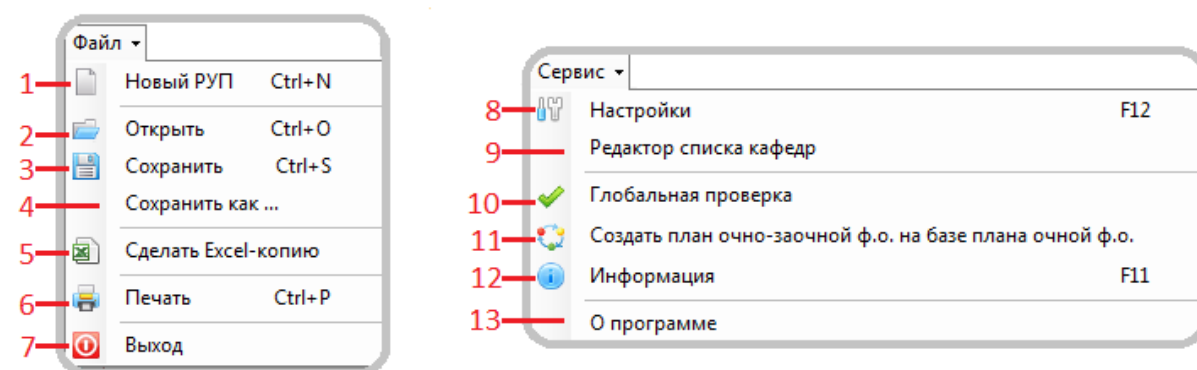 Файл
1 Новый РУП Ctrl+N
2 Открыть Ctrl+O
3 Сохранить Ctrl+S
4 Сохранить как ...
5 Сделать Excel-копию
6 Печать Ctrl+P
7 Выход
Сервис
8 Настройки F12
9 Редактор списка кафедр
10 Глобальная проверка
11 Создать план очно-заочной ф.о. на базе плана очной ф.о.
12 Информация F11
13 О программе